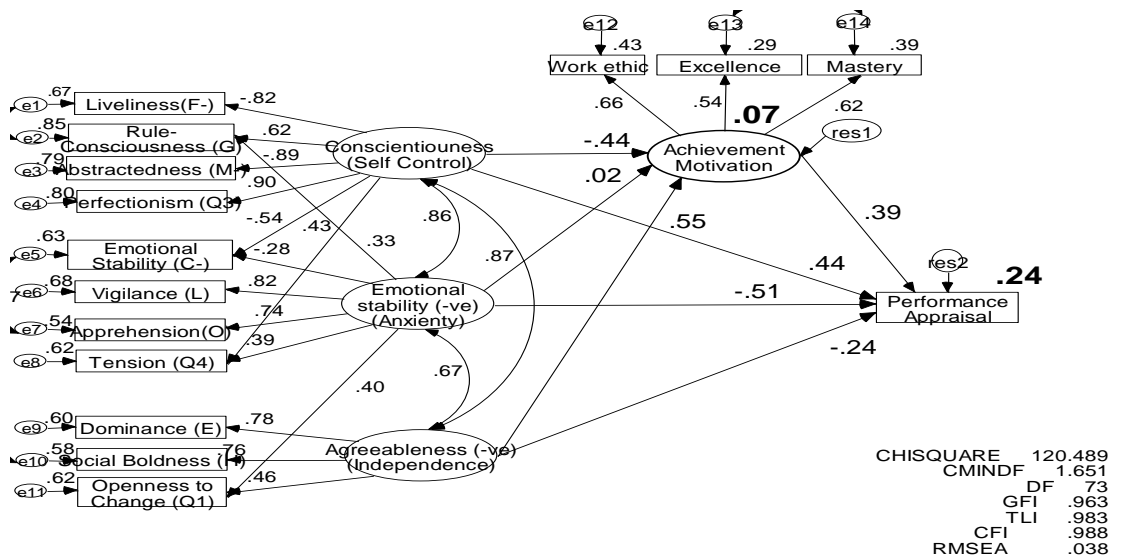 e12
e13
e14
.43
.29
.39
Work ethic
Excellence
Mastery
.66
.54
.62
.07
res1
Achievement
Motivation
e1
.67
Liveliness(F-)
-.82
e2
.85
Rule-
Consciousness (G)
.62
e3
.79
Abstractedness (M-)
-.89
e4
.80
Perfectionism (Q3)
.90
Conscientiouness
(Self Control)
-.44
.02
-.54
.43
.33
.86
.87
.55
.39
e5
.63
Emotional
Stability (C-)
-.28
e6
.68
Vigilance (L)
.82
e7
.54
Apprehension(O)
.74
e8
.62
Tension (Q4)
.39
Emotional
stability (-ve)
(Anxienty)
.44
-.51
-.24
res2
.24
Performance
Appraisal
.40
.67
e9
.60
Dominance (E)
.78
e10
.58
Social Boldness (H)
.76
e11
.62
Openness to
Change (Q1)
.46
Agreeableness (-ve)
(Independence)
CHISQUARE 120.489
CMINDF 1.651
DF 73
GFI .963
TLI .983
CFI .988
RMSEA .038